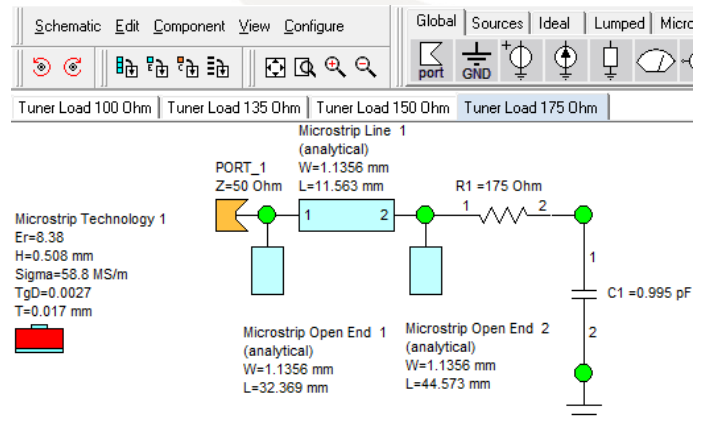 Schematic Edit Component View Configure
Global Sources Ideal Lumped Micro
port GND
Tuner Load 100 Ohm Tuner Load 135 Ohm Tuner Load 150 Ohm Tuner Load 175 Ohm
Microstrip Line 1
(analytical)
W=1.1356 mm
L=11.563 mm
PORT_1
Z=50 Ohm
1 2
R1 =175 Ohm
1 2
Microstrip Technology 1
Er=8.38
H=0.508 mm
Sigma=58.8 MS/m
TgD=0.0027
T=0.017 mm
1
C1 =0.995 pF
2
Microstrip Open End 1
(analytical)
W=1.1356 mm
L=32.369 mm
Microstrip Open End 2
(analytical)
W=1.1356 mm
L=44.573 mm